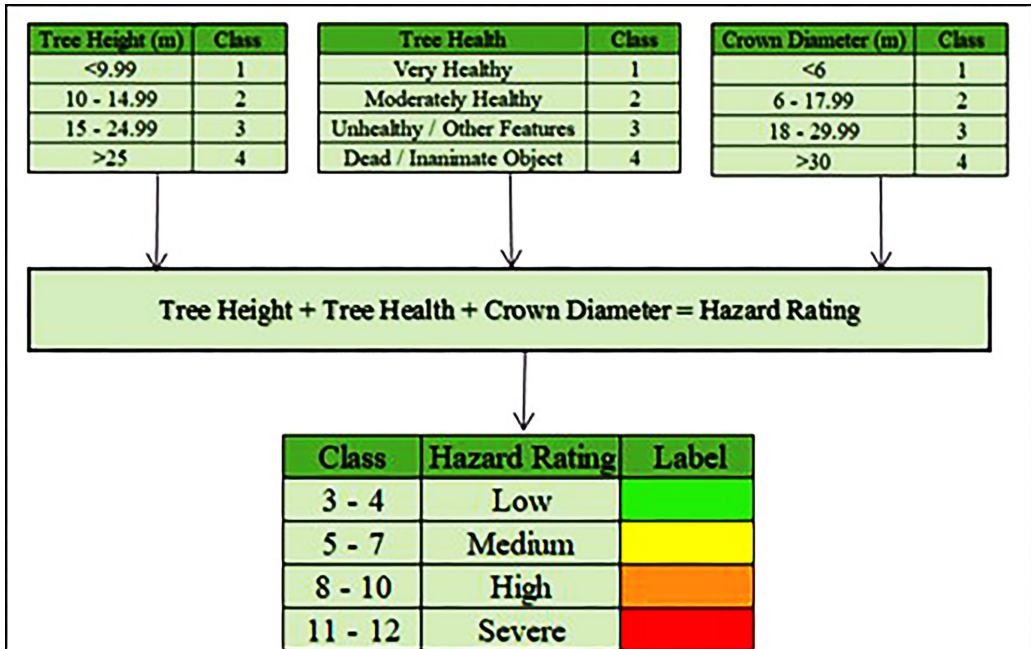 Tree Height (m) Class
<9.99 1
10 - 14.99 2
15 - 24.99 3
>25 4
Tree Health Class
Very Healthy 1
Moderately Healthy 2
Unhealthy / Other Features 3
Dead / Inanimate Object 4
Crown Diameter (m) Class
<6 1
6 - 17.99 2
18 - 29.99 3
>30 4
Tree Height + Tree Health + Crown Diameter = Hazard Rating
Class Hazard Rating Label
3 - 4 Low
5 - 7 Medium
8 - 10 High
11 - 12 Severe